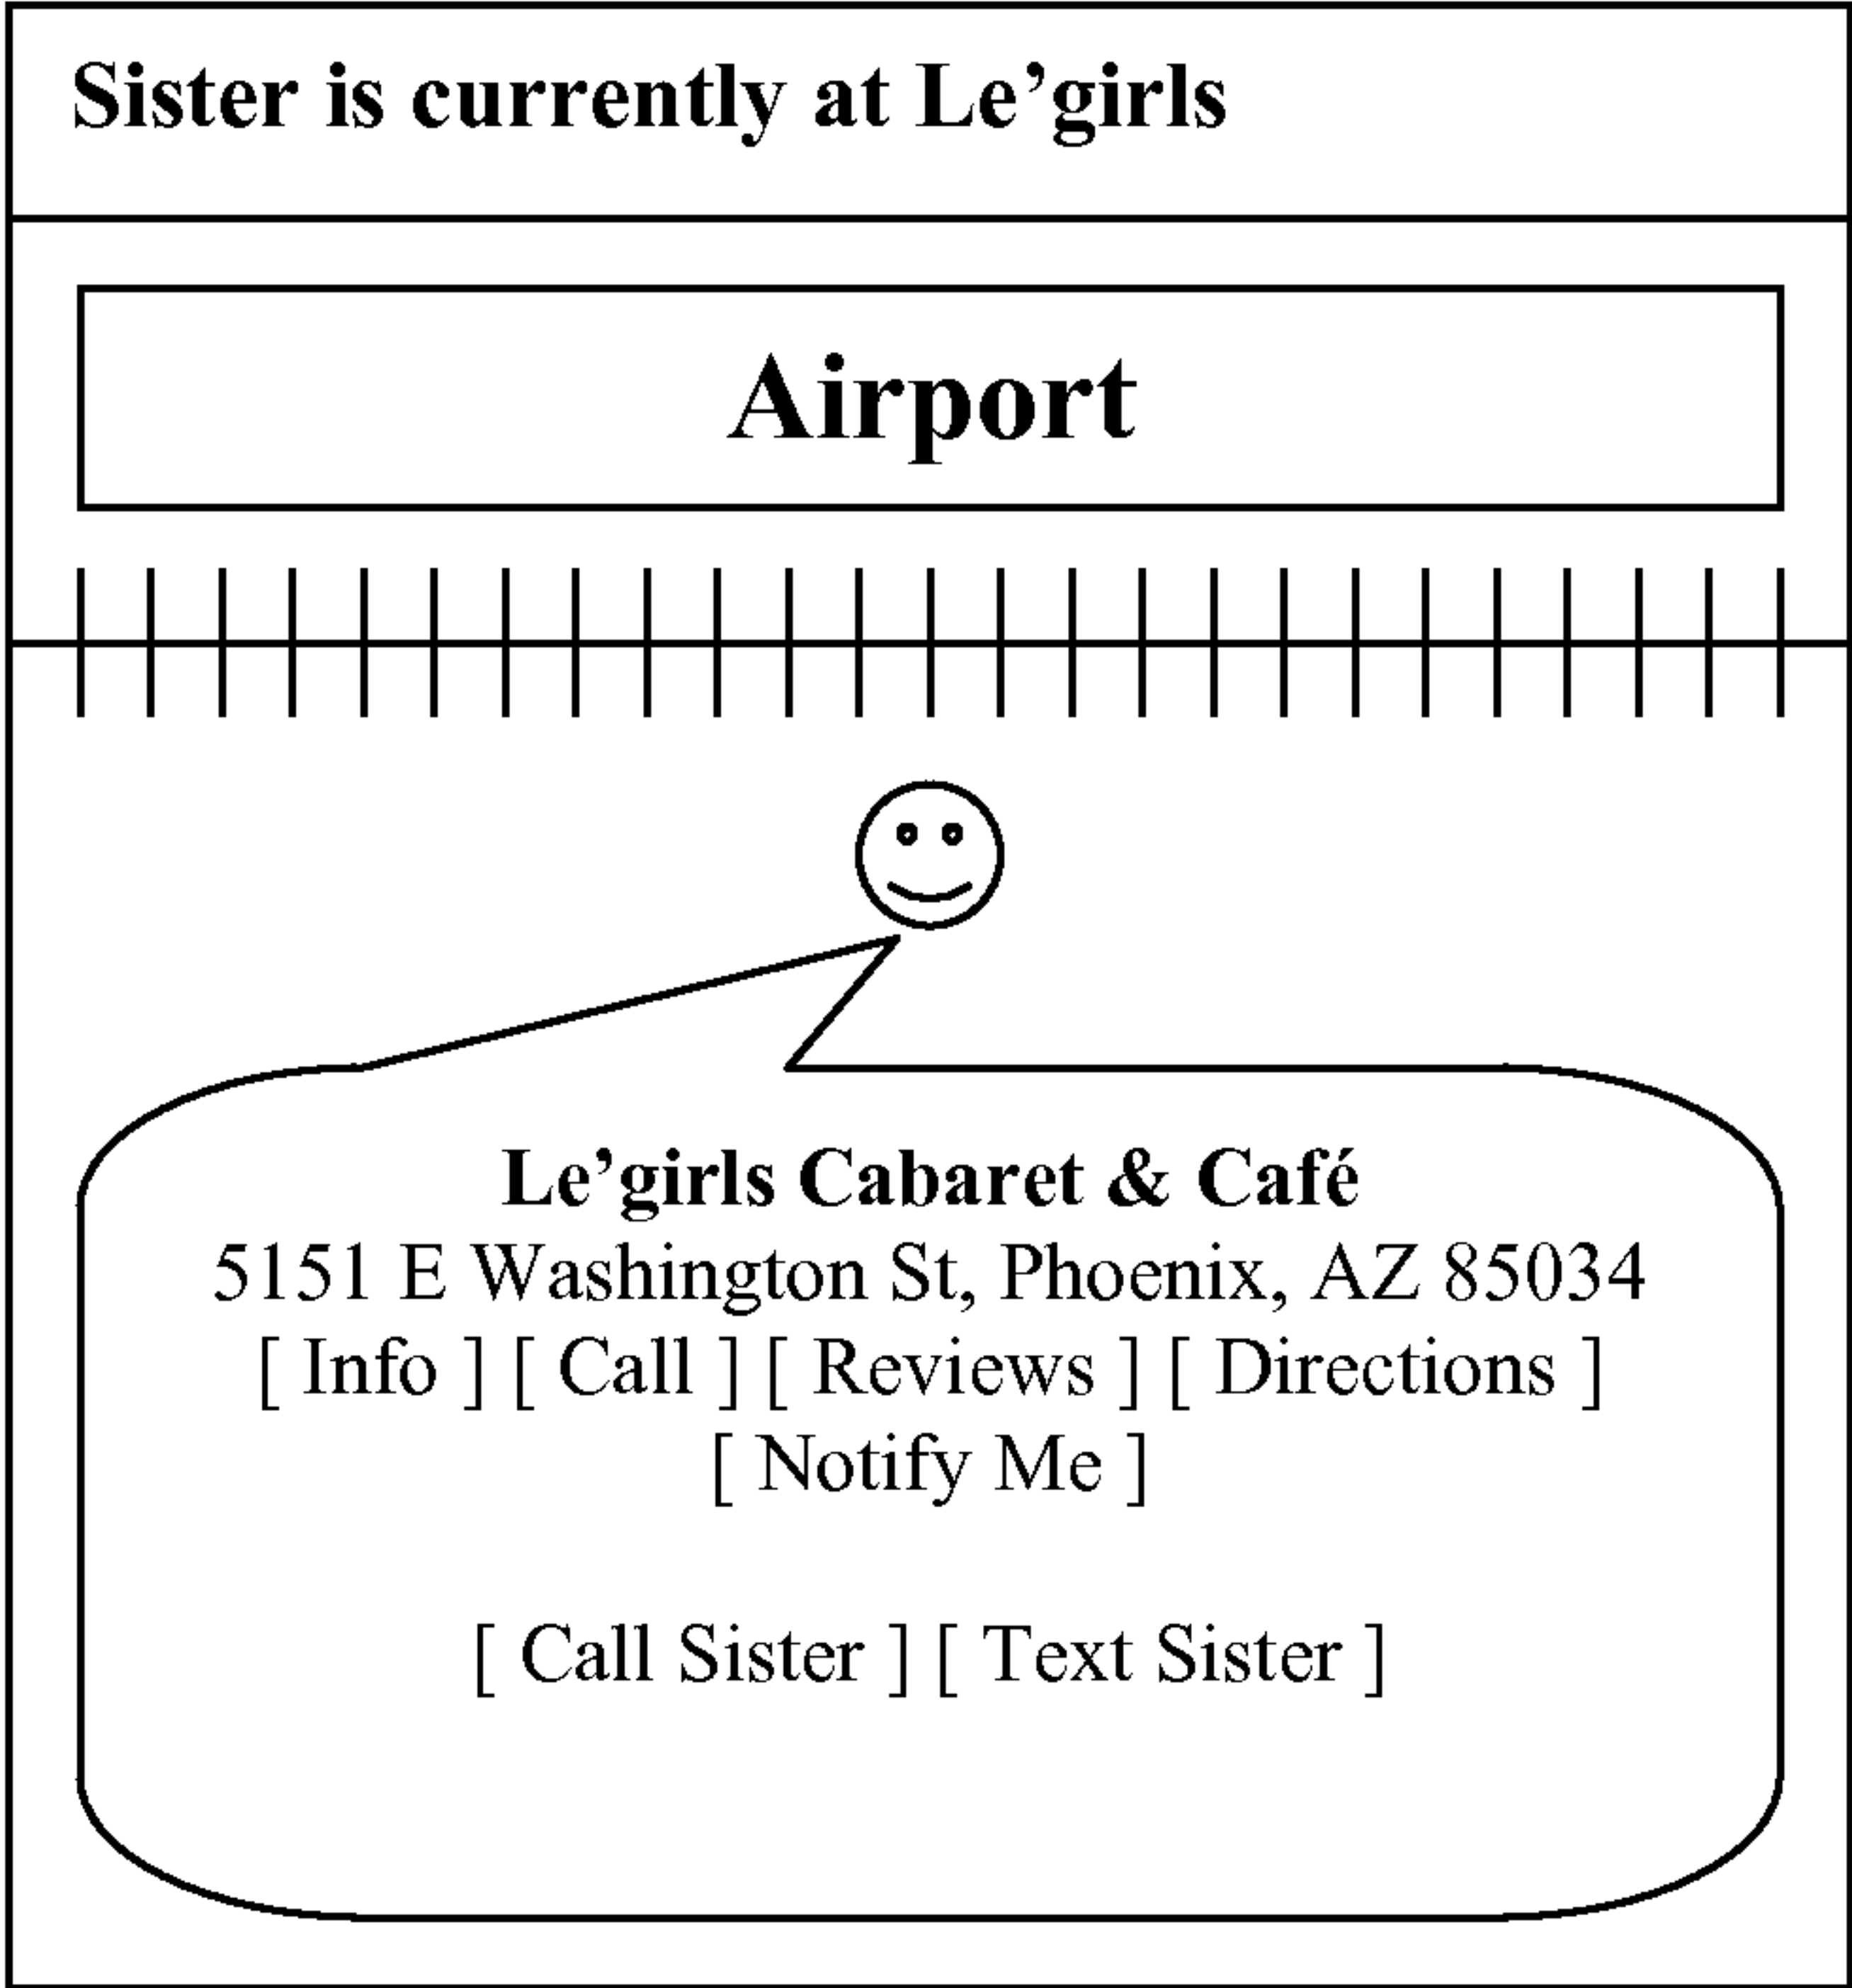 Sister is currently at Le’girls
Airport
Le’girls Cabaret & Café
5151 E Washington St, Phoenix, AZ 85034
[ Info ] [ Call ] [ Reviews ] [ Directions ]
[ Notify Me ]
[ Call Sister ] [ Text Sister ]